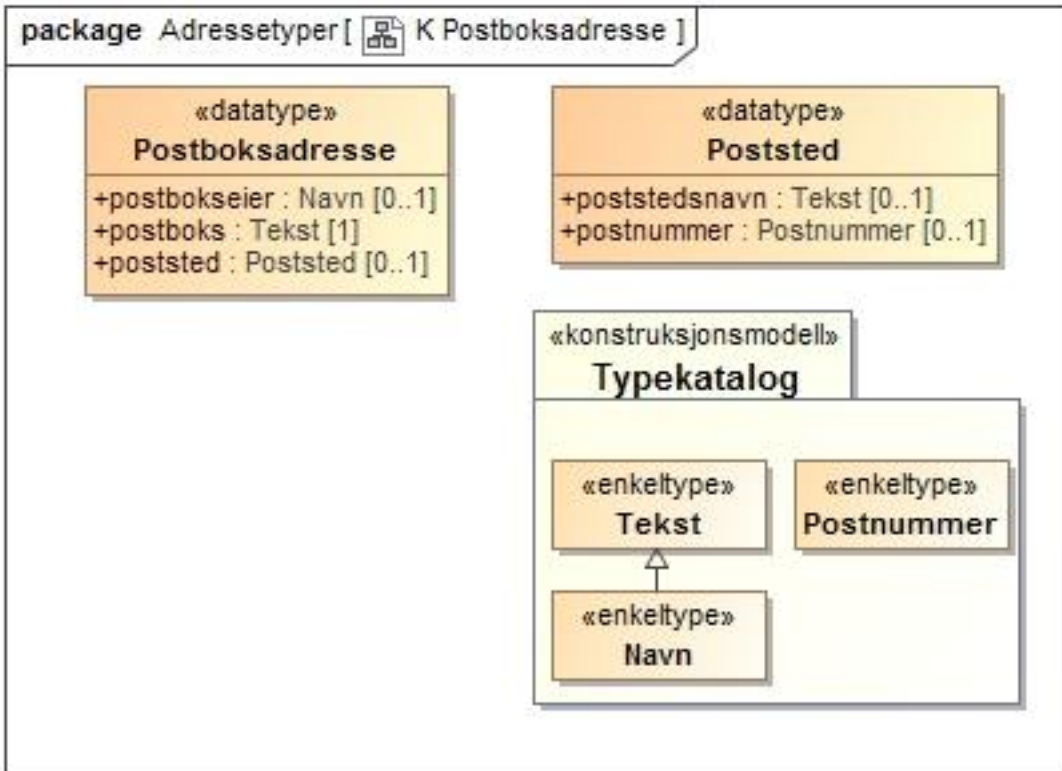 package Adressetyper [ K Postboksadresse ]
«datatype»
Postboksadresse
+postbokseier : Navn [0..1]
+postboks : Tekst [1]
+poststed : Poststed [0..1]
«datatype»
Poststed
+poststedsnavn : Tekst [0..1]
+postnummer : Postnummer [0..1]
«konstruksjonsmodell»
Typekatalog
«enkeltype»
Tekst
«enkeltype»
Postnummer
«enkeltype»
Navn